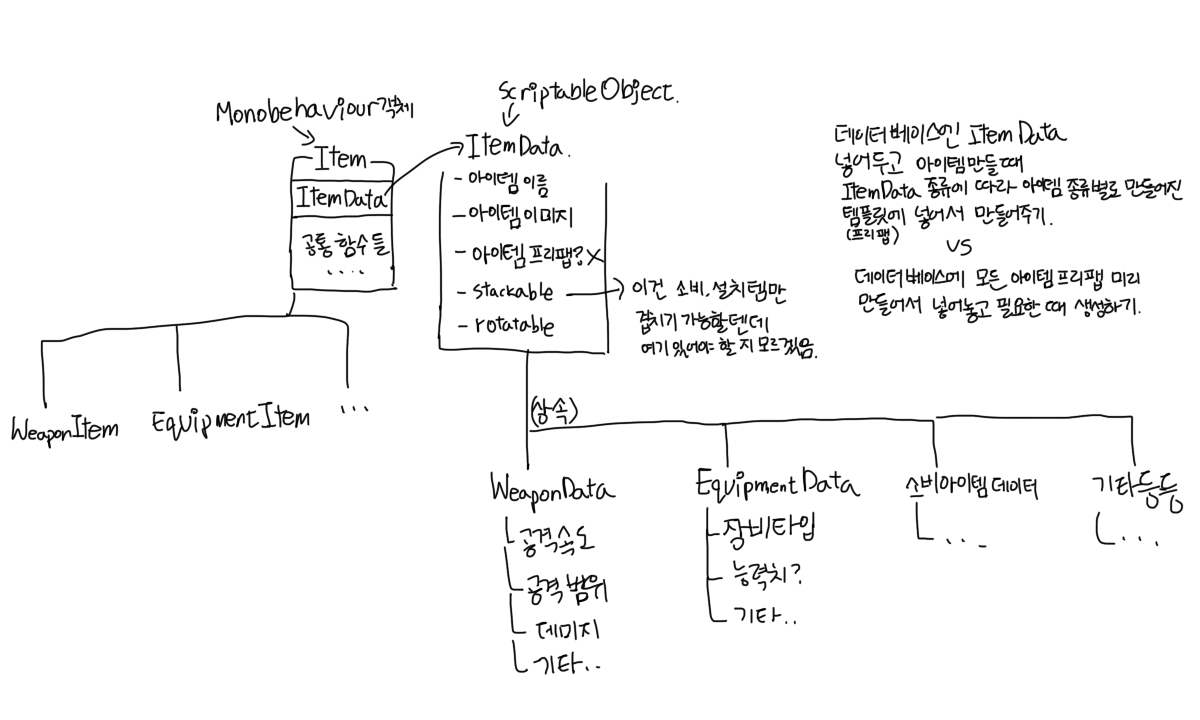 ScriptableObject.
Monobehaviour객체
Item
ItemData
공통 함수들
....
ItemData.
- 아이템 이름
- 아이템 이미지
- 아이템 프리팹? X
- stackable
- rotatable
이건 소비.설치템만
겹치기 가능할텐데
여기 있어야 할 지 모르겠음.
데이터베이스엔 ItemData
넣어두고 아이템만들때
ItemData 종류에 따라 아이템 종류별로 만들어진
템플릿에 넣어서 만들어주기.
(프리팹)
vs
데이터베이스에 모든 아이템프리팹 미리
만들어서 넣어놓고 필요한 때 생성하기.
WeaponItem
EquipmentItem
...
(상속)
WeaponData
공격속도
공격 범위
데미지
기타..
EquipmentData
장비타입
능력치?
기타..
소비아이템 데이터
...
기타등등
...